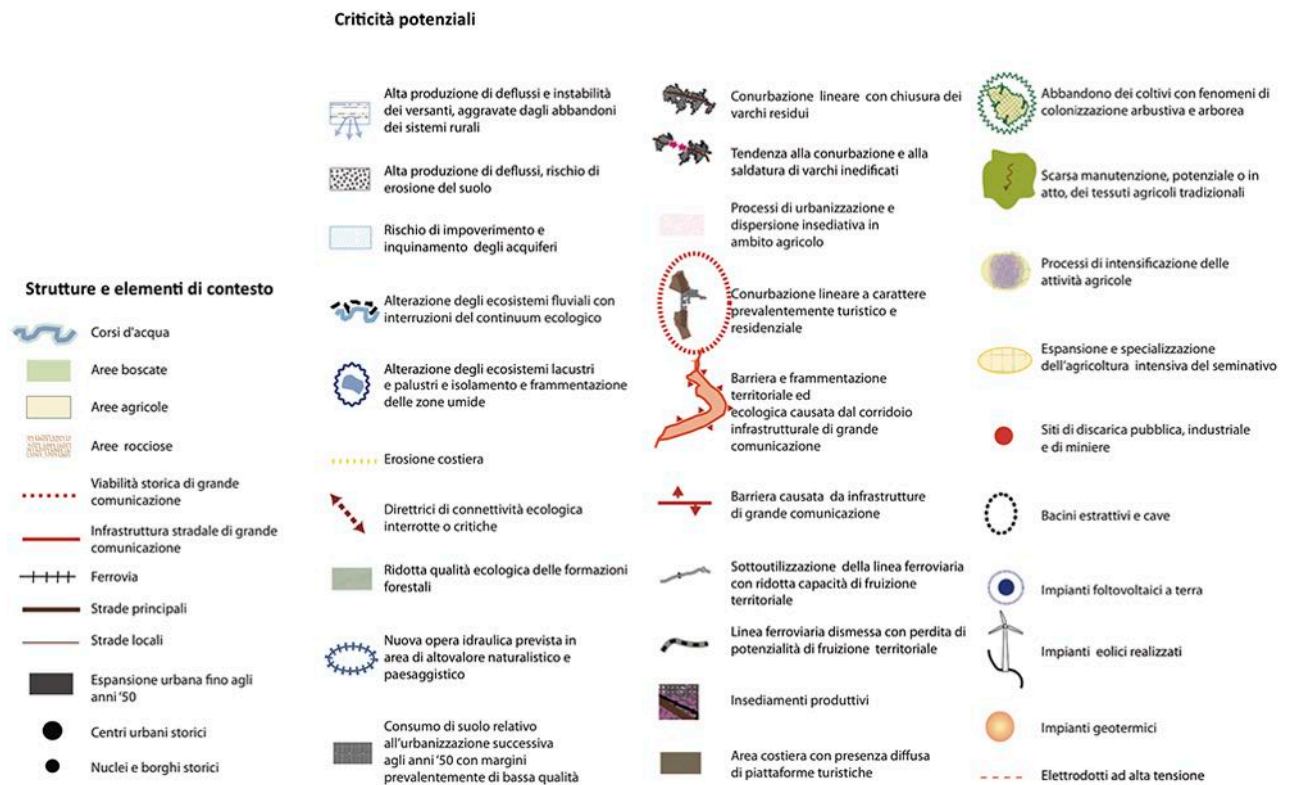 Criticità potenziali
Strutture e elementi di contesto
Corsi d'acqua
Aree boscate
Aree agricole
Aree rocciose
Viabilità storica di grande
comunicazione
Infrastruttura stradale di grande
comunicazione
Ferrovia
Strade principali
Strade locali
Espansione urbana fino agli
anni '50
Centri urbani storici
Nuclei e borghi storici
Alta produzione di deflussi e instabilità
dei versanti, aggravate dagli abbandoni
dei sistemi rurali
Alta produzione di deflussi, rischio di
erosione del suolo
Rischio di impoverimento e
inquinamento degli acquiferi
Alterazione degli ecosistemi fluviali con
interruzioni del continuum ecologico
Alterazione degli ecosistemi lacustri
e palustri e isolamento e frammentazione
delle zone umide
Erosione costiera
Direttrici di connettività ecologica
interrotte o critiche
Ridotta qualità ecologica delle formazioni
forestali
Nuova opera idraulica prevista in
area di altovalore naturalistico e
paesaggistico
Consumo di suolo relativo
all'urbanizzazione successiva
agli anni '50 con margini
prevalentemente di bassa qualità
Conurbazione lineare con chiusura dei
varchi residui
Tendenza alla conurbazione e alla
saldatura di varchi inedificati
Processi di urbanizzazione e
dispersione insediativa in
ambito agricolo
Conurbazione lineare a carattere
prevalentemente turistico e
residenziale
Barriera e frammentazione
territoriale ed
ecologica causata dal corridoio
infrastrutturale di grande
comunicazione
Barriera causata da infrastrutture
di grande comunicazione
Sottoutilizzazione della linea ferroviaria
con ridotta capacità di fruizione
territoriale
Linea ferroviaria dismessa con perdita di
potenzialità di fruizione territoriale
Insediamenti produttivi
Area costiera con presenza diffusa
di piattaforme turistiche
Abbandono dei coltivi con fenomeni di
colonizzazione arbustiva e arborea
Scarsa manutenzione, potenziale o in
atto, dei tessuti agricoli tradizionali
Processi di intensificazione delle
attività agricole
Espansione e specializzazione
dell'agricoltura intensiva del seminativo
Siti di discarica pubblica, industriale
e di miniere
Bacini estrattivi e cave
Impianti foltovoltaici a terra
Impianti eolici realizzati
Impianti geotermici
Elettrodotti ad alta tensione